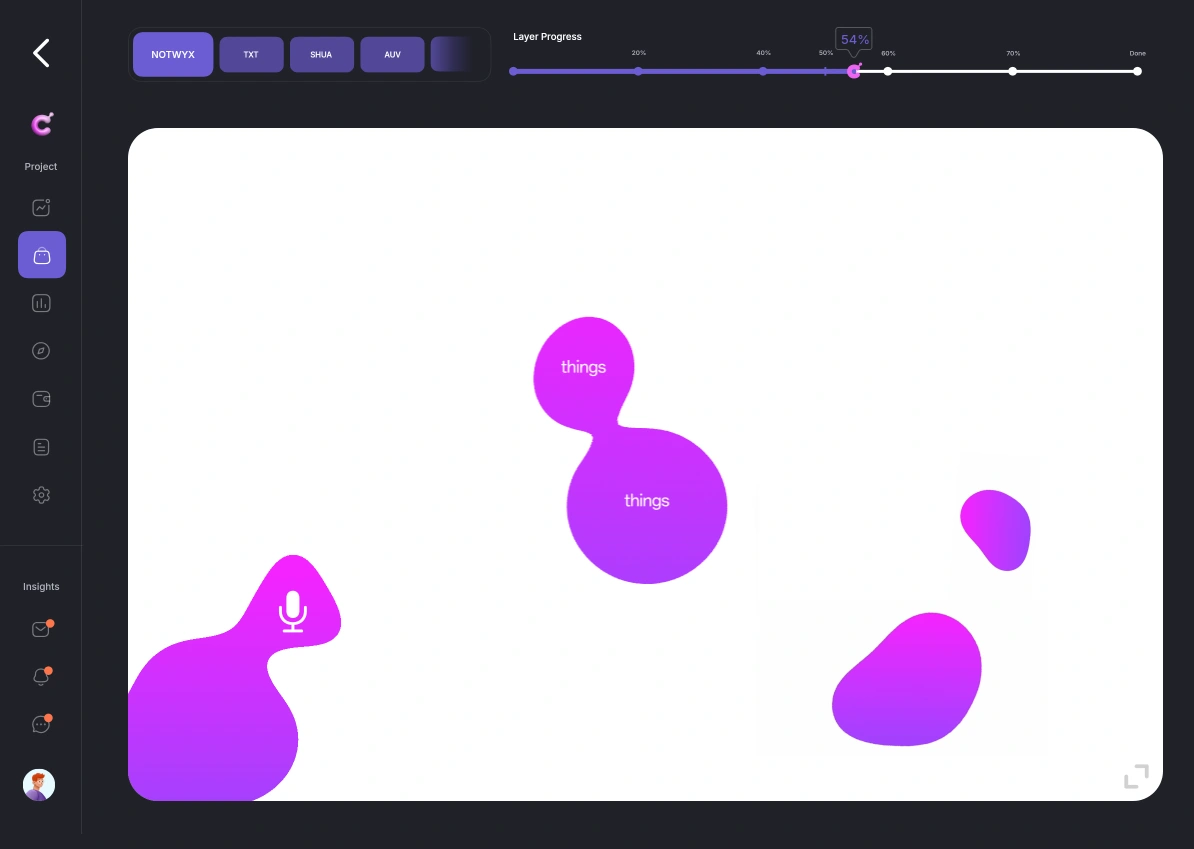 NOTWYX
TXT
SHUA
AUV
Layer Progress
20%
40%
50%
54%
60%
70%
Done
Project
things
things
Insights